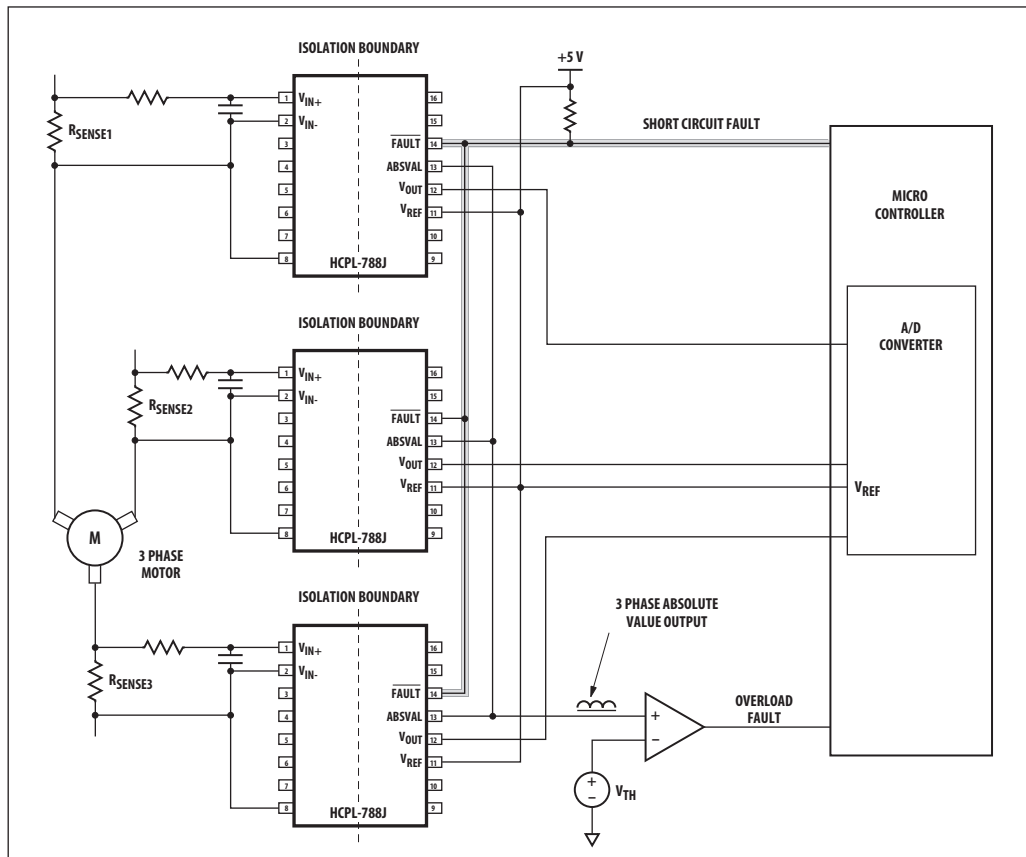 ISOLATION BOUNDARY
+5 V
SHORT CIRCUIT FAULT
R_SENSE1
1 V_IN+
2 V_IN-
3
4
5
6
7
8
16
15
FAULT 14
ABSVAL 13
V_OUT 12
V_REF 11
10
9
HCPL-788J
MICRO
CONTROLLER
A/D
CONVERTER
V_REF
ISOLATION BOUNDARY
R_SENSE2
1 V_IN+
2 V_IN-
3
4
5
6
7
8
16
15
FAULT 14
ABSVAL 13
V_OUT 12
V_REF 11
10
9
HCPL-788J
M
3 PHASE
MOTOR
ISOLATION BOUNDARY
R_SENSE3
1 V_IN+
2 V_IN-
3
4
5
6
7
8
16
15
FAULT 14
ABSVAL 13
V_OUT 12
V_REF 11
10
9
HCPL-788J
3 PHASE ABSOLUTE
VALUE OUTPUT
+
−
OVERLOAD
FAULT
+
−
V_TH